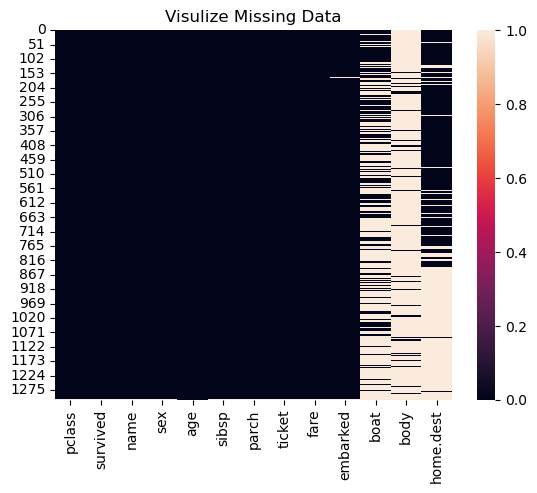 Visulize Missing Data
0
51
102
153
204
255
306
357
408
459
510
561
612
663
714
765
816
867
918
969
1020
1071
1122
1173
1224
1275
pclass
survived
name
sex
age
sibsp
parch
ticket
fare
embarked
boat
body
home.dest
1.0
0.8
0.6
0.4
0.2
0.0